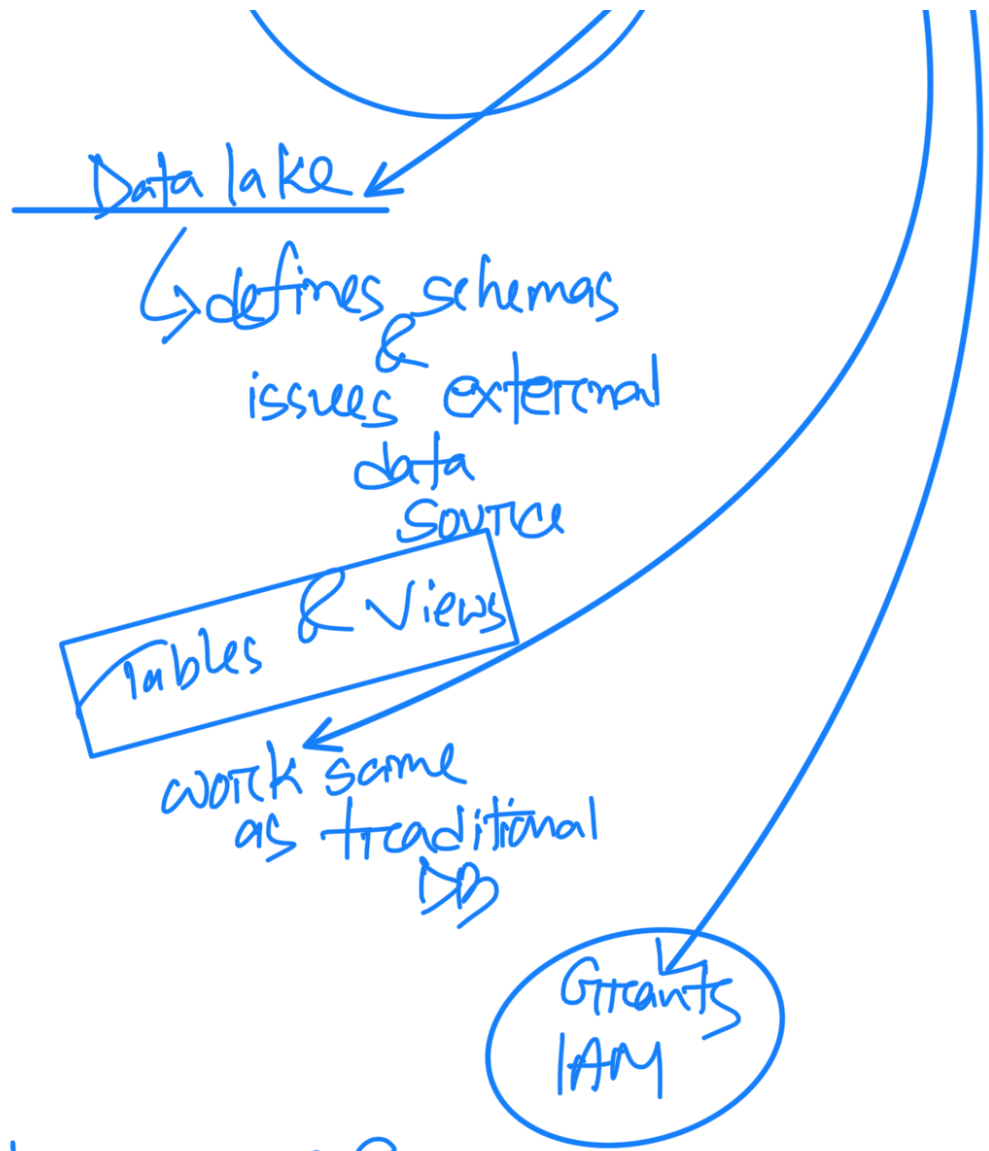 Data lake
defines schemas
&
issues external
data
source
Tables & Views
work same
as traditional
DB
Grants
IAM